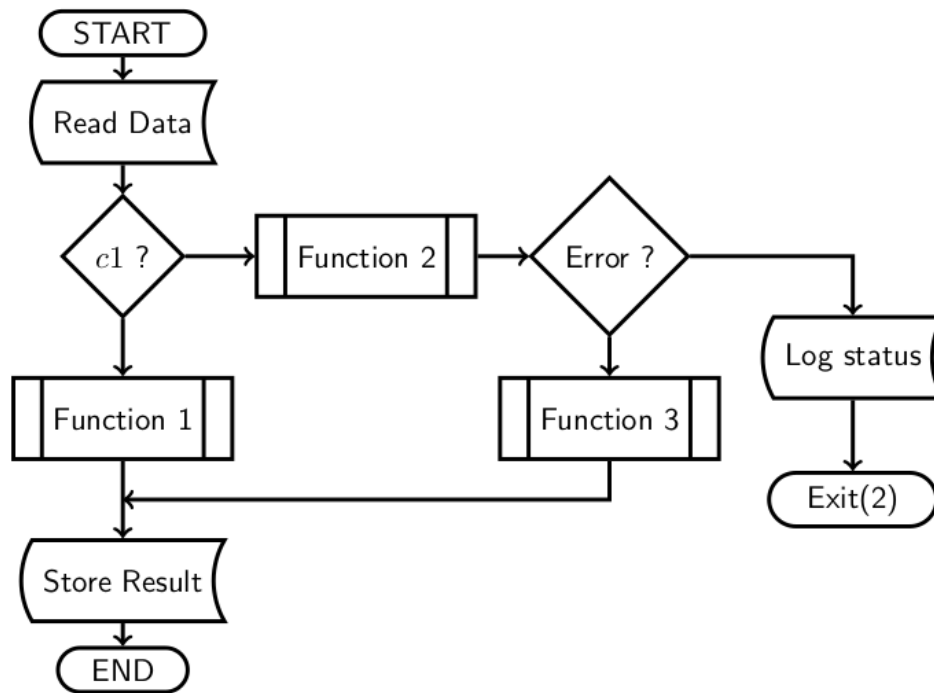 START
Read Data
c1 ?
Function 2
Error ?
Log status
Function 1
Function 3
Exit(2)
Store Result
END